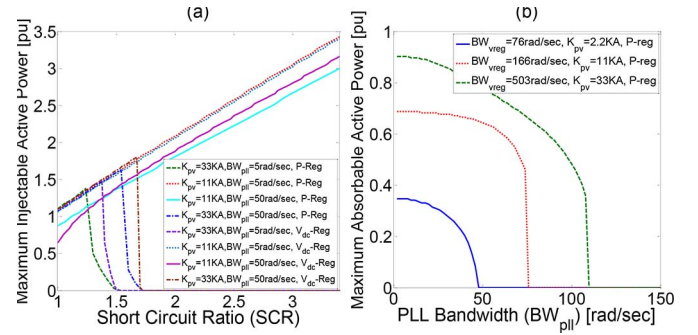 (a)
Maximum Injectable Active Power [pu]
3.5
3
2.5
2
1.5
1
0.5
0
K_pv=33KA,BW_pll=5rad/sec, P-Reg
K_pv=11KA,BW_pll=5rad/sec, P-Reg
K_pv=11KA,BW_pll=50rad/sec, P-Reg
K_pv=33KA,BW_pll=50rad/sec, P-Reg
K_pv=33KA,BW_pll=5rad/sec, V_dc-Reg
K_pv=11KA,BW_pll=5rad/sec, V_dc-Reg
K_pv=11KA,BW_pll=50rad/sec, V_dc-Reg
K_pv=33KA,BW_pll=50rad/sec, V_dc-Reg
1 1.5 2 2.5 3
Short Circuit Ratio (SCR)
(b)
Maximum Absorbable Active Power [pu]
1
0.8
0.6
0.4
0.2
0
BW_vreg=76rad/sec, K_pv=2.2KA, P-reg
BW_vreg=166rad/sec, K_pv=11KA, P-reg
BW_vreg=503rad/sec, K_pv=33KA, P-reg
0 50 100 150
PLL Bandwidth (BW_pll) [rad/sec]